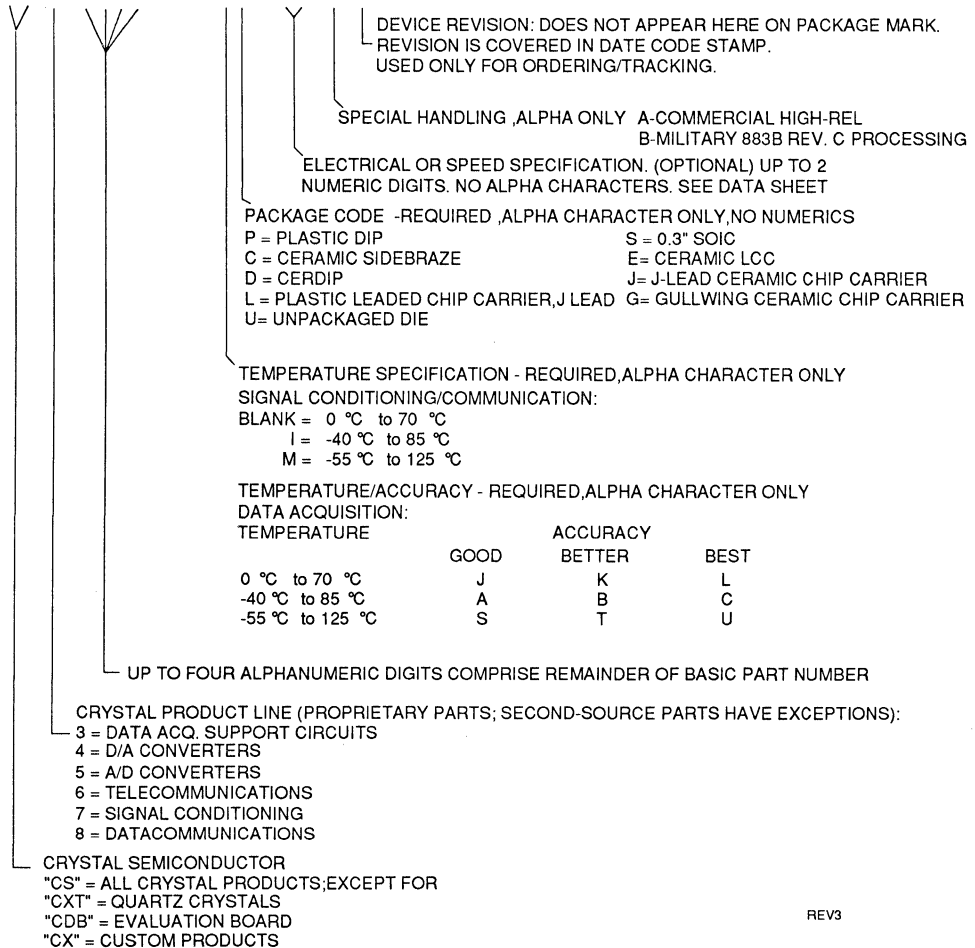 DEVICE REVISION: DOES NOT APPEAR HERE ON PACKAGE MARK.
REVISION IS COVERED IN DATE CODE STAMP.
USED ONLY FOR ORDERING/TRACKING.
SPECIAL HANDLING ,ALPHA ONLY A-COMMERCIAL HIGH-REL
B-MILITARY 883B REV. C PROCESSING
ELECTRICAL OR SPEED SPECIFICATION. (OPTIONAL) UP TO 2
NUMERIC DIGITS. NO ALPHA CHARACTERS. SEE DATA SHEET
PACKAGE CODE -REQUIRED ,ALPHA CHARACTER ONLY,NO NUMERICS
P = PLASTIC DIP S = 0.3" SOIC
C = CERAMIC SIDEBRAZE E= CERAMIC LCC
D = CERDIP J= J-LEAD CERAMIC CHIP CARRIER
L = PLASTIC LEADED CHIP CARRIER,J LEAD G= GULLWING CERAMIC CHIP CARRIER
U= UNPACKAGED DIE
TEMPERATURE SPECIFICATION - REQUIRED,ALPHA CHARACTER ONLY
SIGNAL CONDITIONING/COMMUNICATION:
BLANK = 0 °C to 70 °C
I = -40 °C to 85 °C
M = -55 °C to 125 °C
TEMPERATURE/ACCURACY - REQUIRED,ALPHA CHARACTER ONLY
DATA ACQUISITION:
TEMPERATURE ACCURACY
GOOD BETTER BEST
0 °C to 70 °C J K L
-40 °C to 85 °C A B C
-55 °C to 125 °C S T U
UP TO FOUR ALPHANUMERIC DIGITS COMPRISE REMAINDER OF BASIC PART NUMBER
CRYSTAL PRODUCT LINE (PROPRIETARY PARTS; SECOND-SOURCE PARTS HAVE EXCEPTIONS):
3 = DATA ACQ. SUPPORT CIRCUITS
4 = D/A CONVERTERS
5 = A/D CONVERTERS
6 = TELECOMMUNICATIONS
7 = SIGNAL CONDITIONING
8 = DATACOMMUNICATIONS
CRYSTAL SEMICONDUCTOR
"CS" = ALL CRYSTAL PRODUCTS;EXCEPT FOR
"CXT" = QUARTZ CRYSTALS
"CDB" = EVALUATION BOARD
"CX" = CUSTOM PRODUCTS
REV3